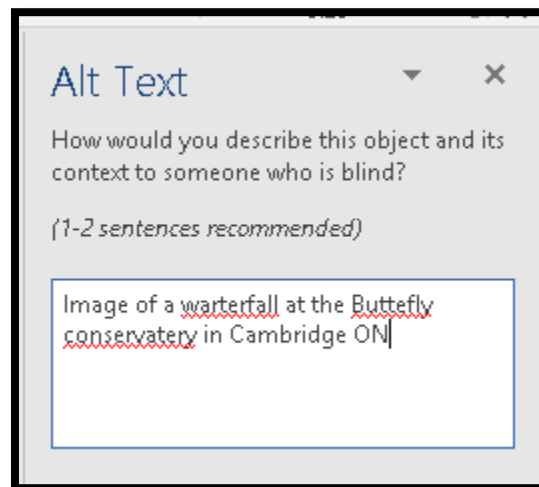 Alt Text
How would you describe this object and its
context to someone who is blind?
(1-2 sentences recommended)
Image of a warterfall at the Buttefly
conservatery in Cambridge ON